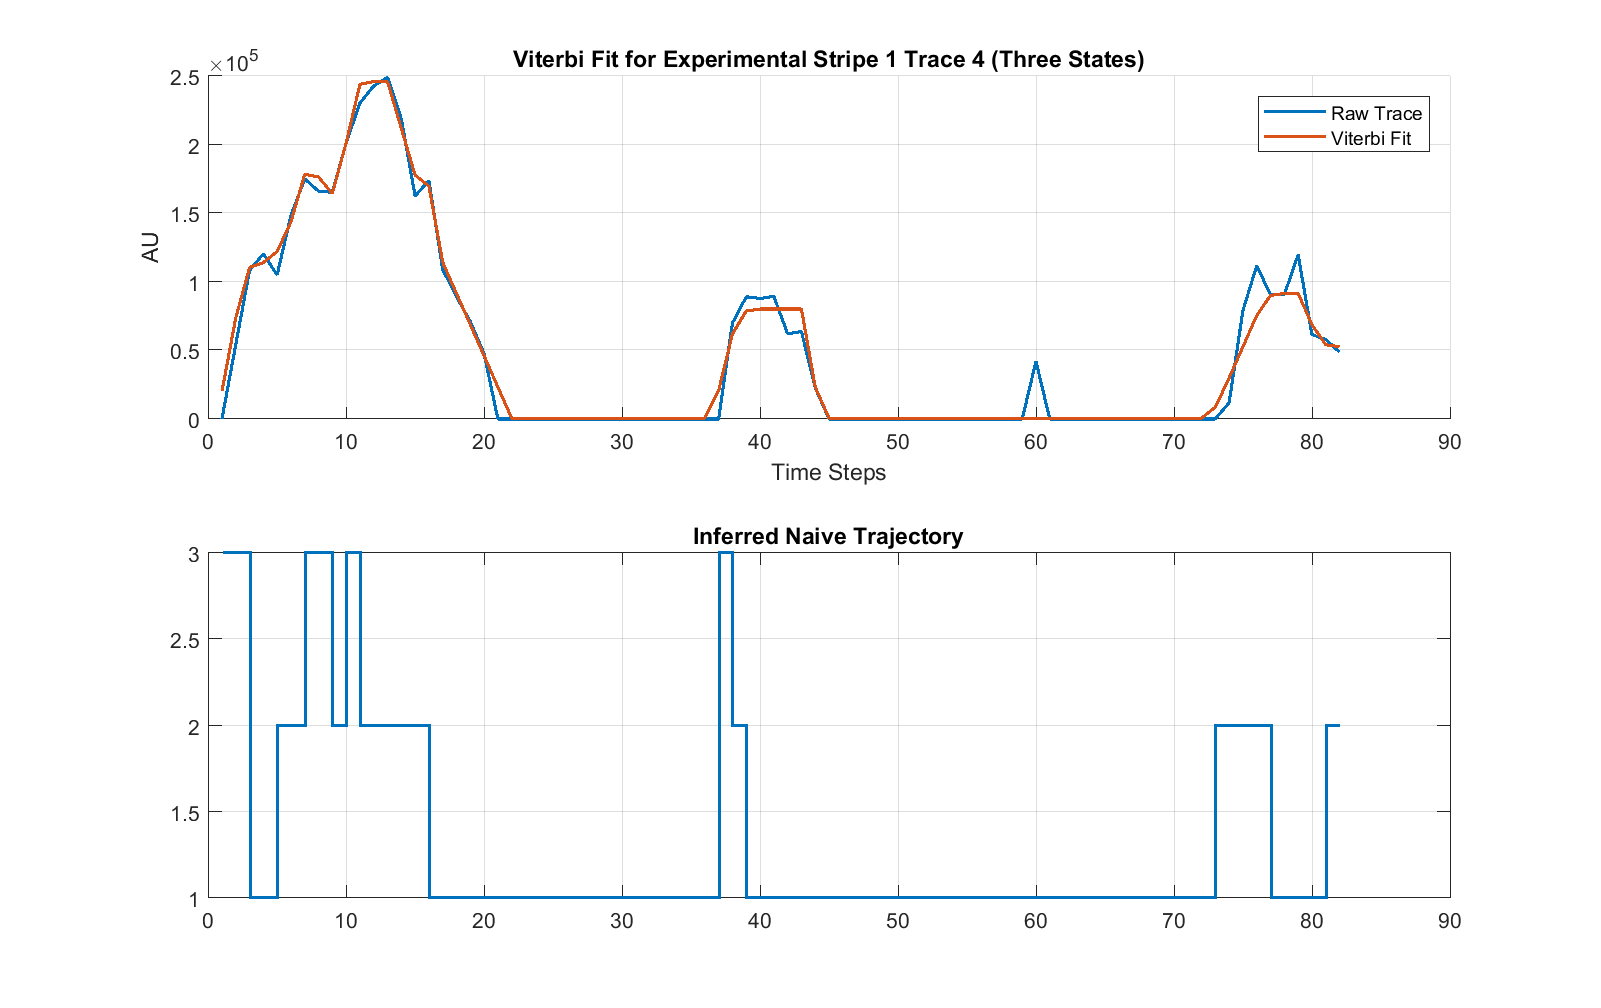 Viterbi Fit for Experimental Stripe 1 Trace 4 (Three States)
×10^5
2.5
2
1.5
1
0.5
0
AU
Raw Trace
Viterbi Fit
0 10 20 30 40 50 60 70 80 90
Time Steps
Inferred Naive Trajectory
3
2.5
2
1.5
1
0 10 20 30 40 50 60 70 80 90